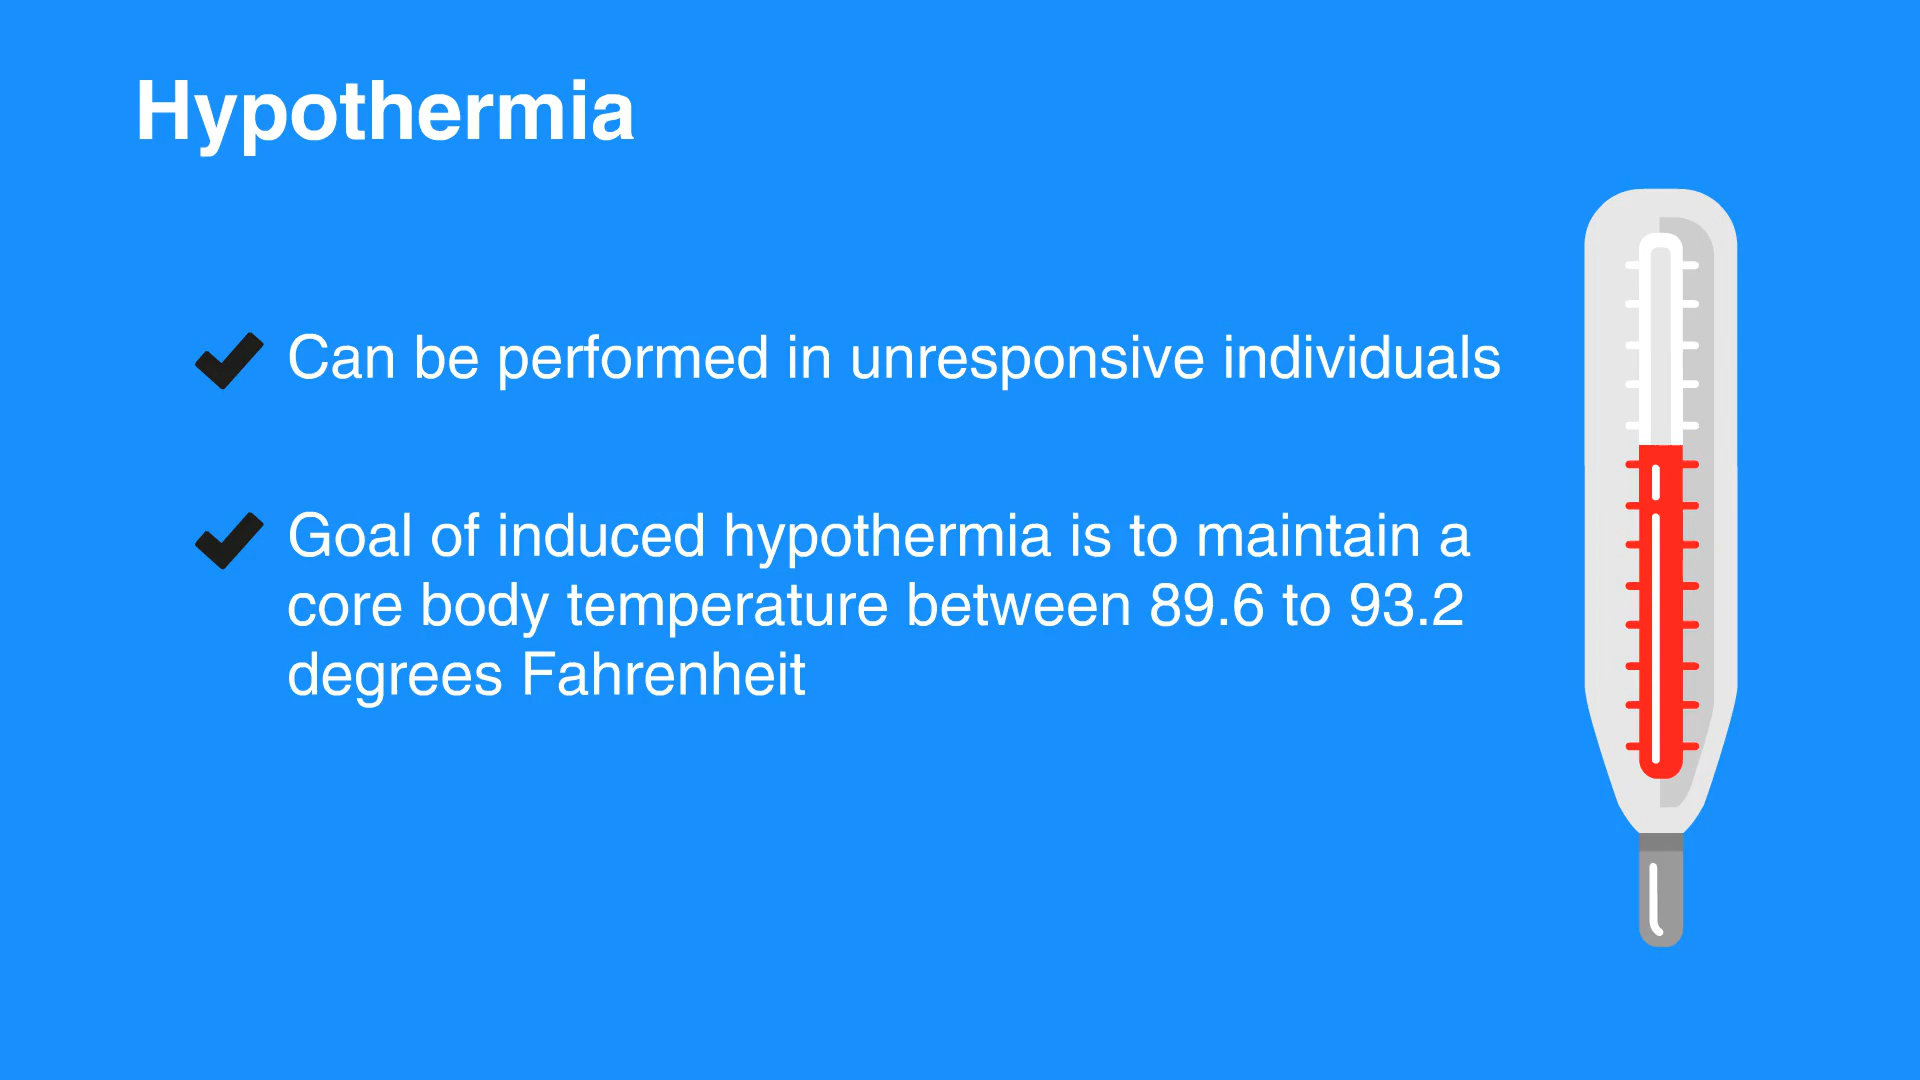 Hypothermia
Can be performed in unresponsive individuals
Goal of induced hypothermia is to maintain a
core body temperature between 89.6 to 93.2
degrees Fahrenheit